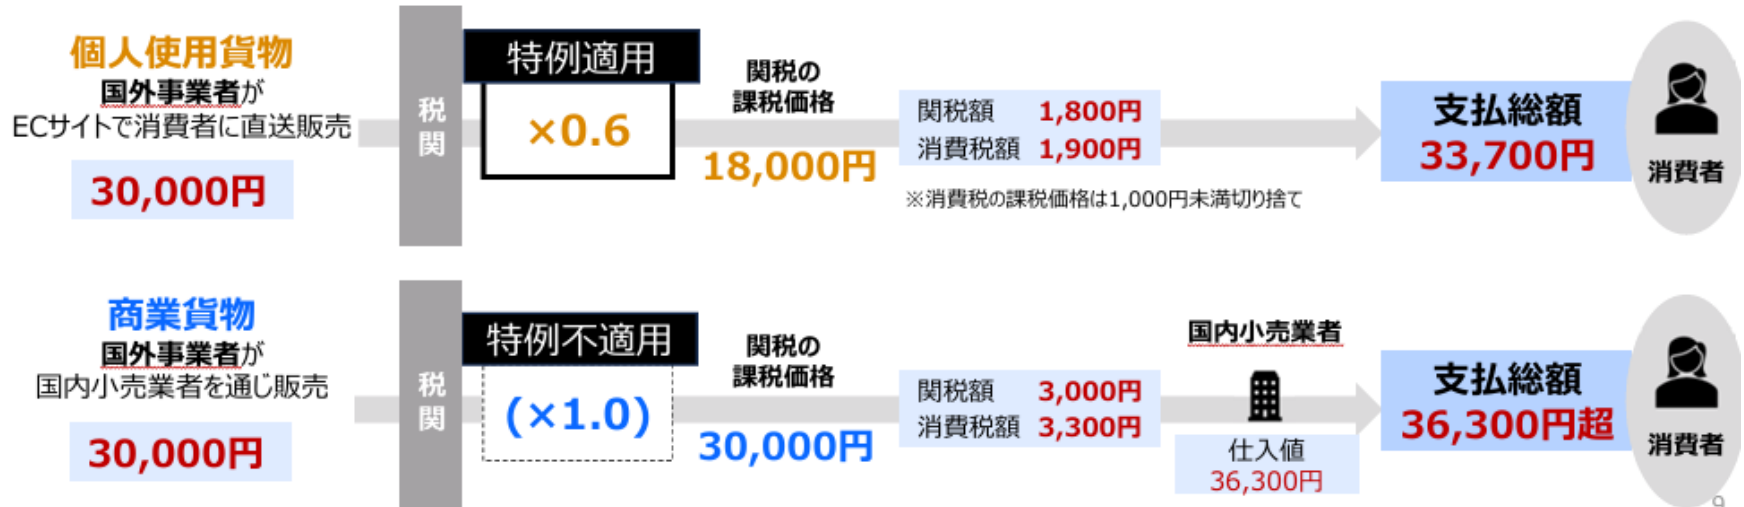 個人使用貨物
国外事業者が
ECサイトで消費者に直送販売
30,000円
税関
特例適用
×0.6
関税の
課税価格
18,000円
関税額 1,800円
消費税額 1,900円
※消費税の課税価格は1,000円未満切り捨て
支払総額
33,700円
消費者
商業貨物
国外事業者が
国内小売業者を通じ販売
30,000円
税関
特例不適用
(×1.0)
関税の
課税価格
30,000円
関税額 3,000円
消費税額 3,300円
国内小売業者
仕入値
36,300円
支払総額
36,300円超
消費者
9